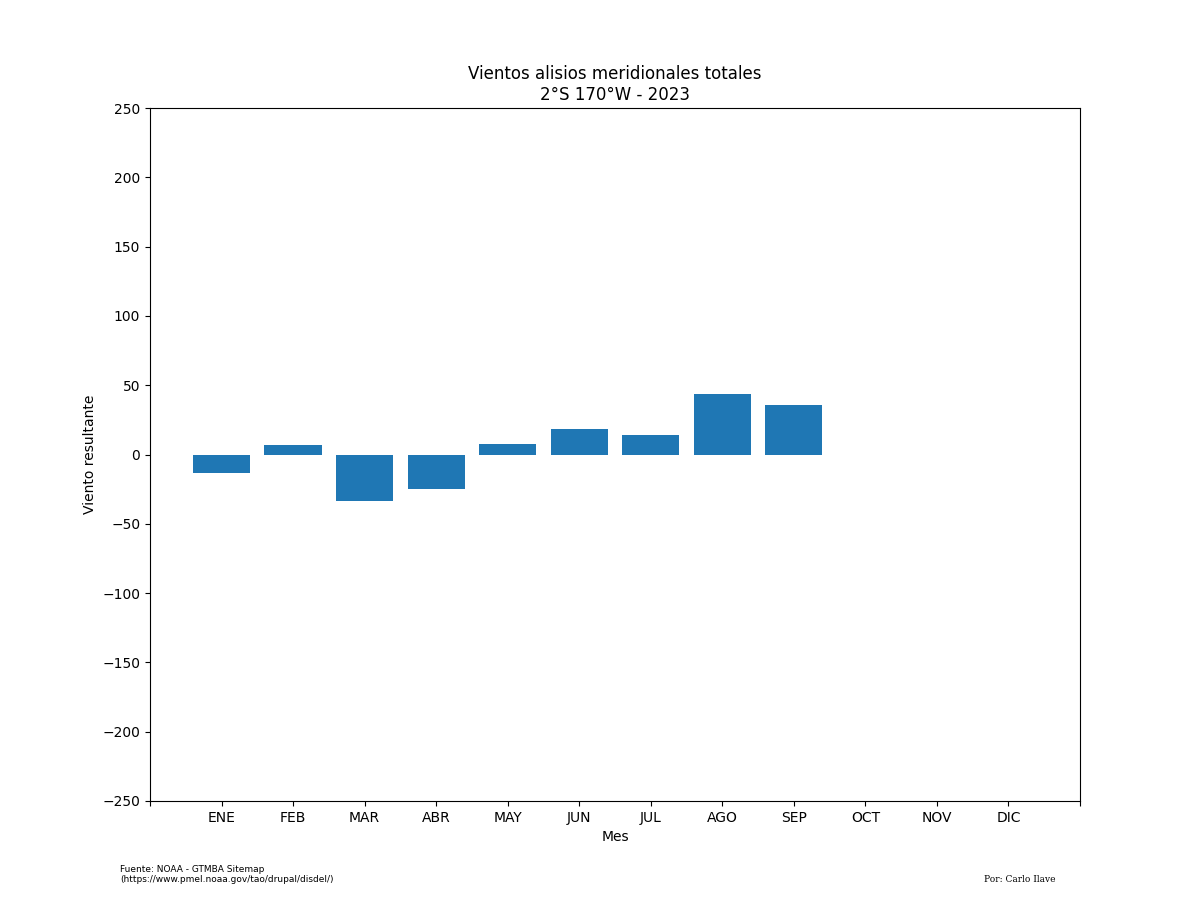 Vientos alisios meridionales totales
2°S 170°W - 2023
250
200
150
100
50
0
−50
−100
−150
−200
−250
Viento resultante
ENE FEB MAR ABR MAY JUN JUL AGO SEP OCT NOV DIC
Mes
Fuente: NOAA - GTMBA Sitemap
(https://www.pmel.noaa.gov/tao/drupal/disdel/)
Por: Carlo Ilave